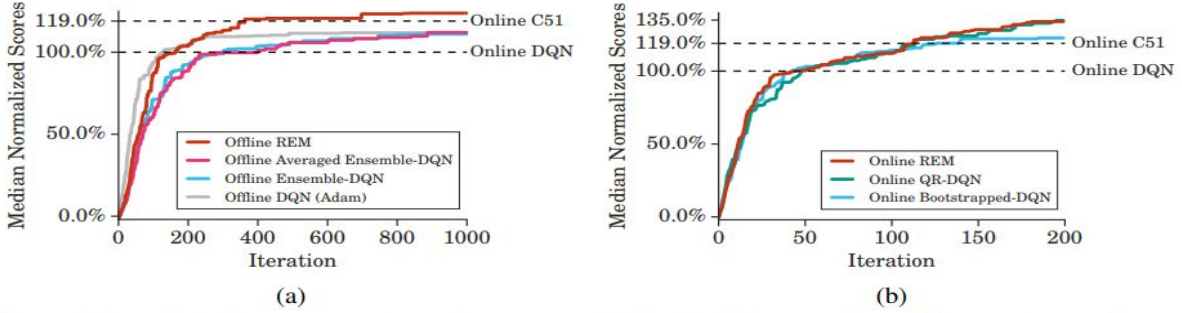 Median Normalized Scores
119.0%
100.0%
50.0%
0.0%
Online C51
Online DQN
Offline REM
Offline Averaged Ensemble-DQN
Offline Ensemble-DQN
Offline DQN (Adam)
0 200 400 600 800 1000
Iteration
(a)
Median Normalized Scores
135.0%
119.0%
100.0%
50.0%
0.0%
Online C51
Online DQN
Online REM
Online QR-DQN
Online Bootstrapped-DQN
0 50 100 150 200
Iteration
(b)